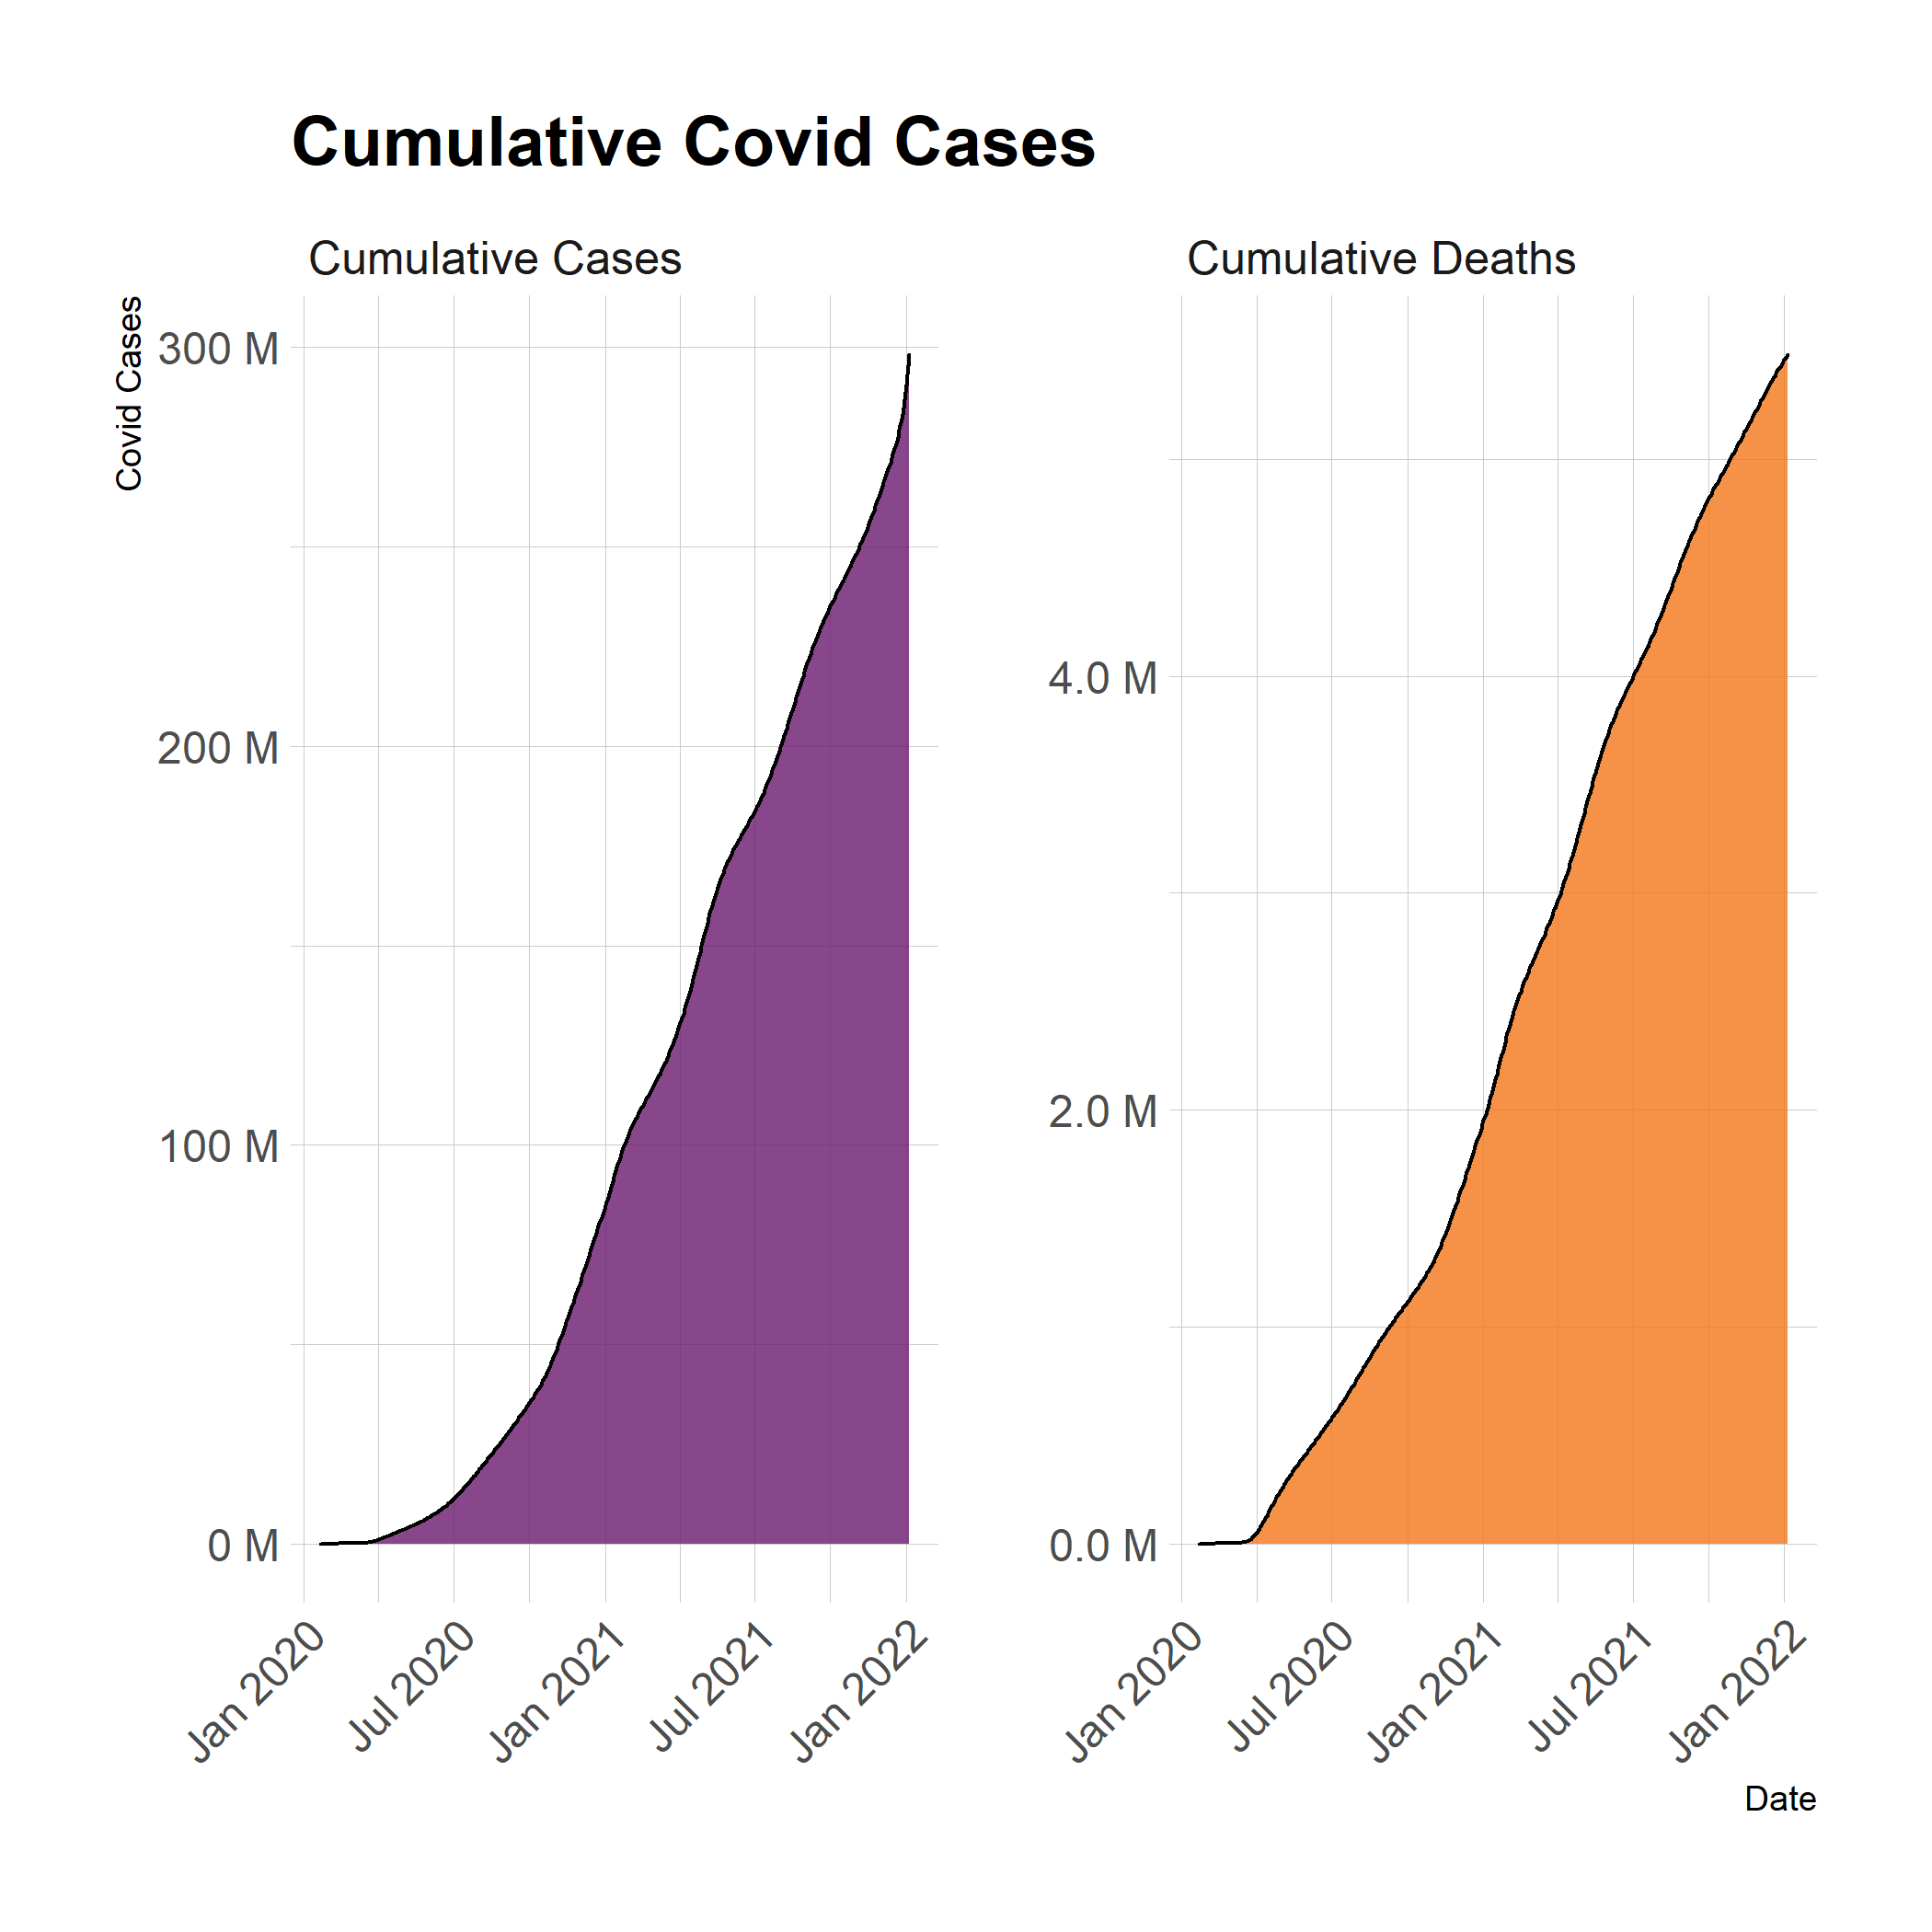 Cumulative Covid Cases
Cumulative Cases
Cumulative Deaths
Covid Cases
300 M
200 M
100 M
0 M
4.0 M
2.0 M
0.0 M
Jan 2020
Jul 2020
Jan 2021
Jul 2021
Jan 2022
Jan 2020
Jul 2020
Jan 2021
Jul 2021
Jan 2022
Date